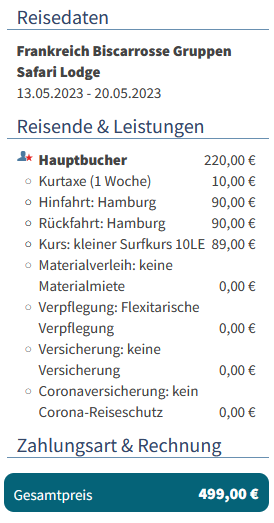 Reisedaten
Frankreich Biscarrosse Gruppen
Safari Lodge
13.05.2023 - 20.05.2023
Reisende & Leistungen
Hauptbucher 220,00 €
Kurtaxe (1 Woche) 10,00 €
Hinfahrt: Hamburg 90,00 €
Rückfahrt: Hamburg 90,00 €
Kurs: kleiner Surfkurs 10LE 89,00 €
Materialverleih: keine
Materialmiete 0,00 €
Verpflegung: Flexitarische
Verpflegung 0,00 €
Versicherung: keine
Versicherung 0,00 €
Coronaversicherung: kein
Corona-Reiseschutz 0,00 €
Zahlungsart & Rechnung
Gesamtpreis 499,00 €